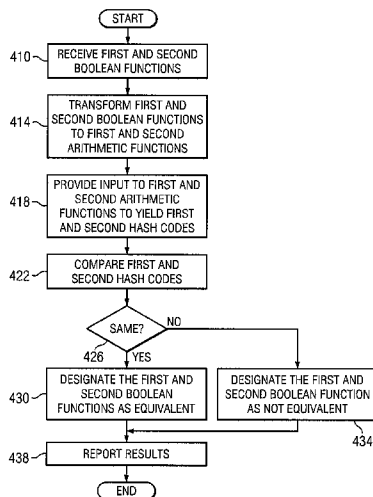 START
410
RECEIVE FIRST AND SECOND
BOOLEAN FUNCTIONS
414
TRANSFORM FIRST AND
SECOND BOOLEAN FUNCTIONS
TO FIRST AND SECOND
ARITHMETIC FUNCTIONS
418
PROVIDE INPUT TO FIRST AND
SECOND ARITHMETIC
FUNCTIONS TO YIELD FIRST
AND SECOND HASH CODES
422
COMPARE FIRST AND
SECOND HASH CODES
SAME?
NO
426
YES
430
DESIGNATE THE FIRST AND
SECOND BOOLEAN
FUNCTIONS AS EQUIVALENT
DESIGNATE THE FIRST AND
SECOND BOOLEAN FUNCTION
AS NOT EQUIVALENT
434
438
REPORT RESULTS
END